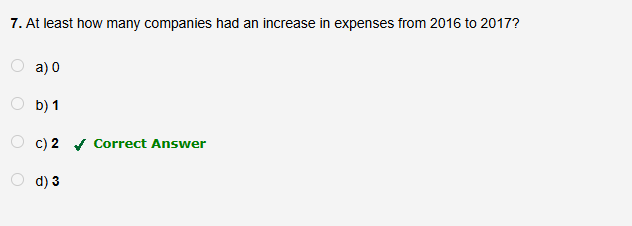 7. At least how many companies had an increase in expenses from 2016 to 2017?
a) 0
b) 1
c) 2 ✓ Correct Answer
d) 3